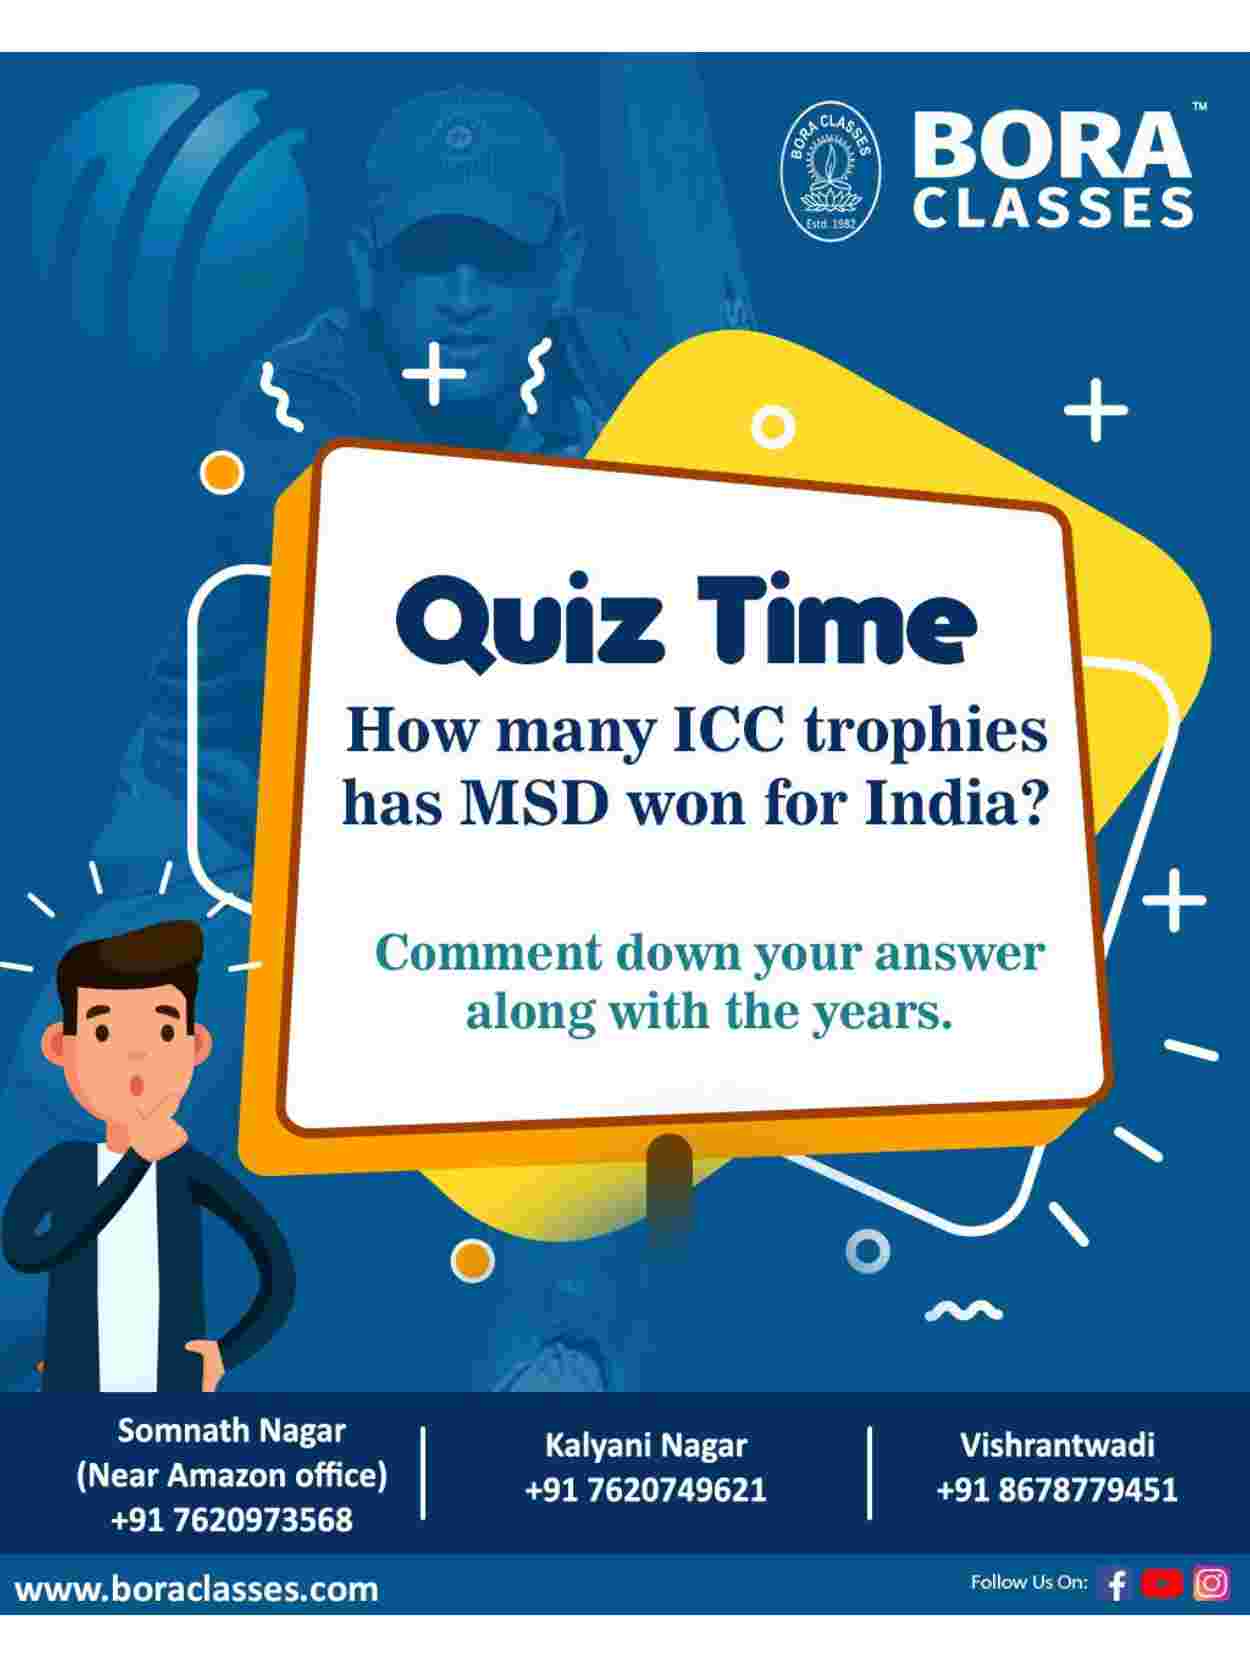 BORA CLASSES
Estd. 1982
BORA™
CLASSES
Quiz Time
How many ICC trophies
has MSD won for India?
Comment down your answer
along with the years.
Somnath Nagar
(Near Amazon office)
+91 7620973568
Kalyani Nagar
+91 7620749621
Vishrantwadi
+91 8678779451
www.boraclasses.com
Follow Us On: